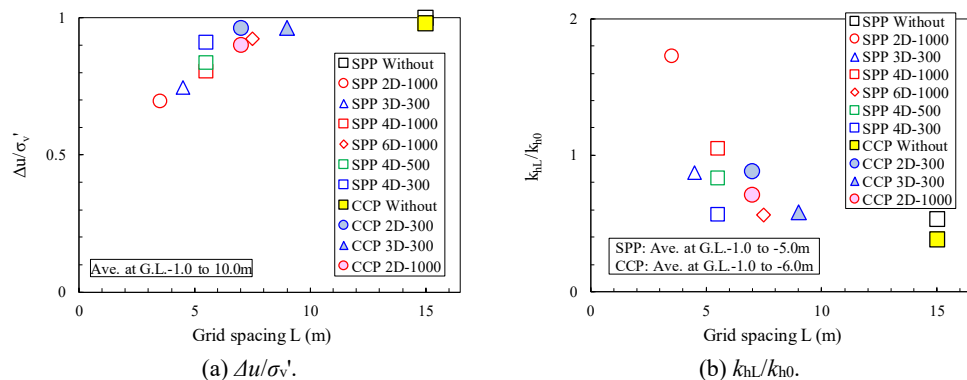 1
0.5
0
Δu/σv'
0
5
10
15
Grid spacing L (m)
SPP Without
SPP 2D-1000
SPP 3D-300
SPP 4D-1000
SPP 6D-1000
SPP 4D-500
SPP 4D-300
CCP Without
CCP 2D-300
CCP 3D-300
CCP 2D-1000
Ave. at G.L.-1.0 to 10.0m
(a) Δu/σv'.
2
1
0
khL/kh0
0
5
10
15
Grid spacing L (m)
SPP Without
SPP 2D-1000
SPP 3D-300
SPP 4D-1000
SPP 6D-1000
SPP 4D-500
SPP 4D-300
CCP Without
CCP 2D-300
CCP 3D-300
CCP 2D-1000
SPP: Ave. at G.L.-1.0 to -5.0m
CCP: Ave. at G.L.-1.0 to -6.0m
(b) khL/kh0.